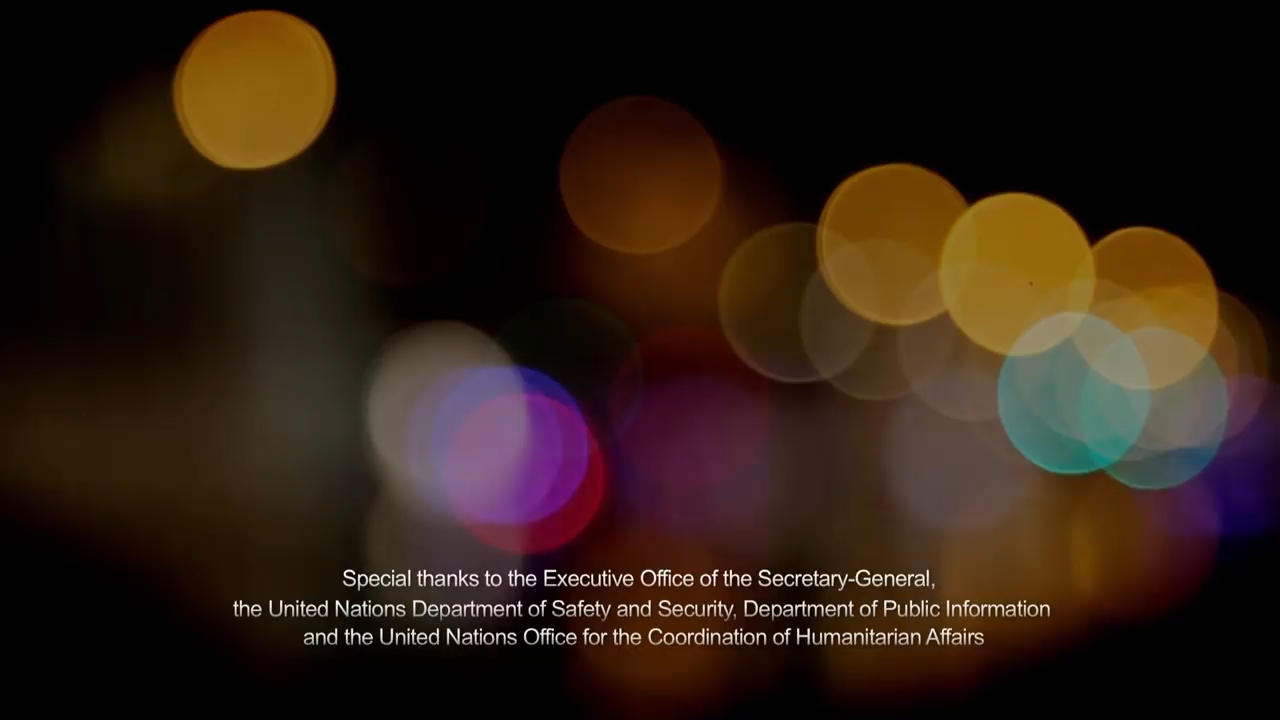 Special thanks to the Executive Office of the Secretary-General,
the United Nations Department of Safety and Security, Department of Public Information
and the United Nations Office for the Coordination of Humanitarian Affairs